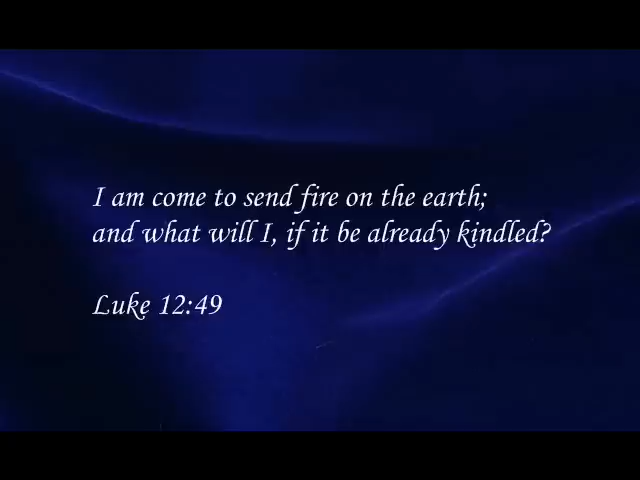 I am come to send fire on the earth;
and what will I, if it be already kindled?
Luke 12:49